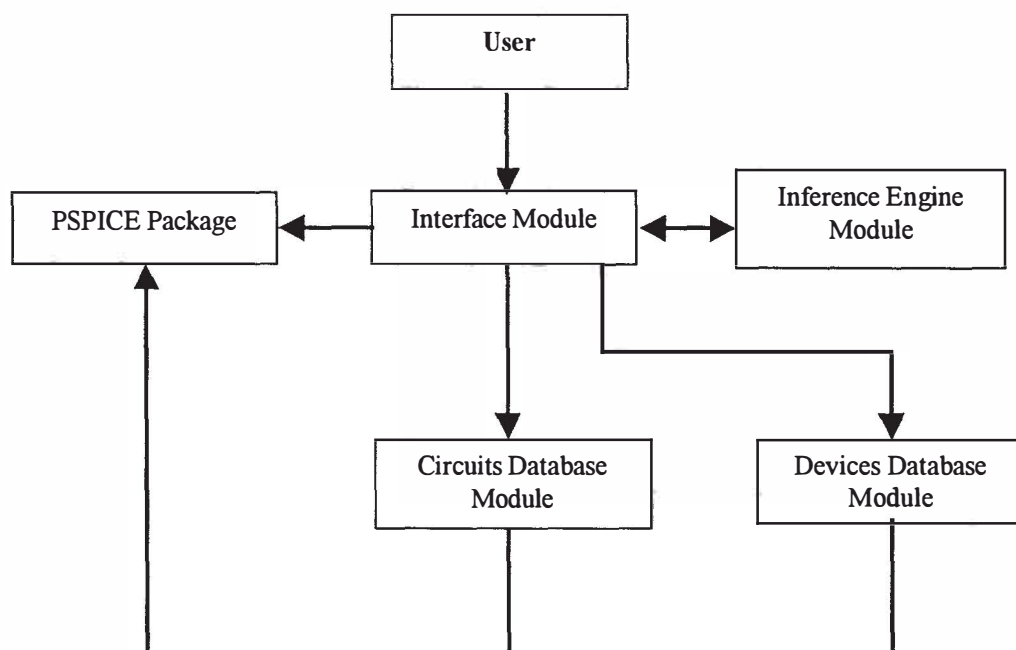 User
PSPICE Package
Interface Module
Inference Engine
Module
Circuits Database
Module
Devices Database
Module